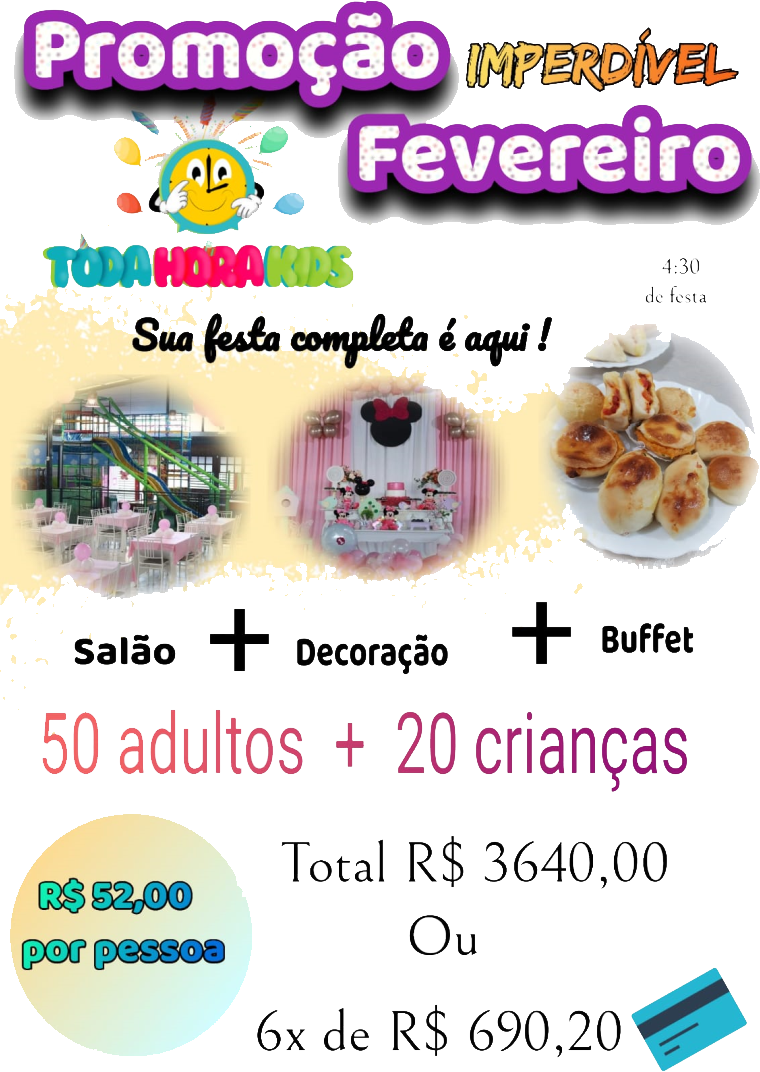 Promoção IMPERDÍVEL
Fevereiro
TODA HORA KIDS
4:30
de festa
Sua festa completa é aqui !
Salão + Decoração + Buffet
50 adultos + 20 crianças
R$ 52,00
por pessoa
Total R$ 3640,00
Ou
6x de R$ 690,20